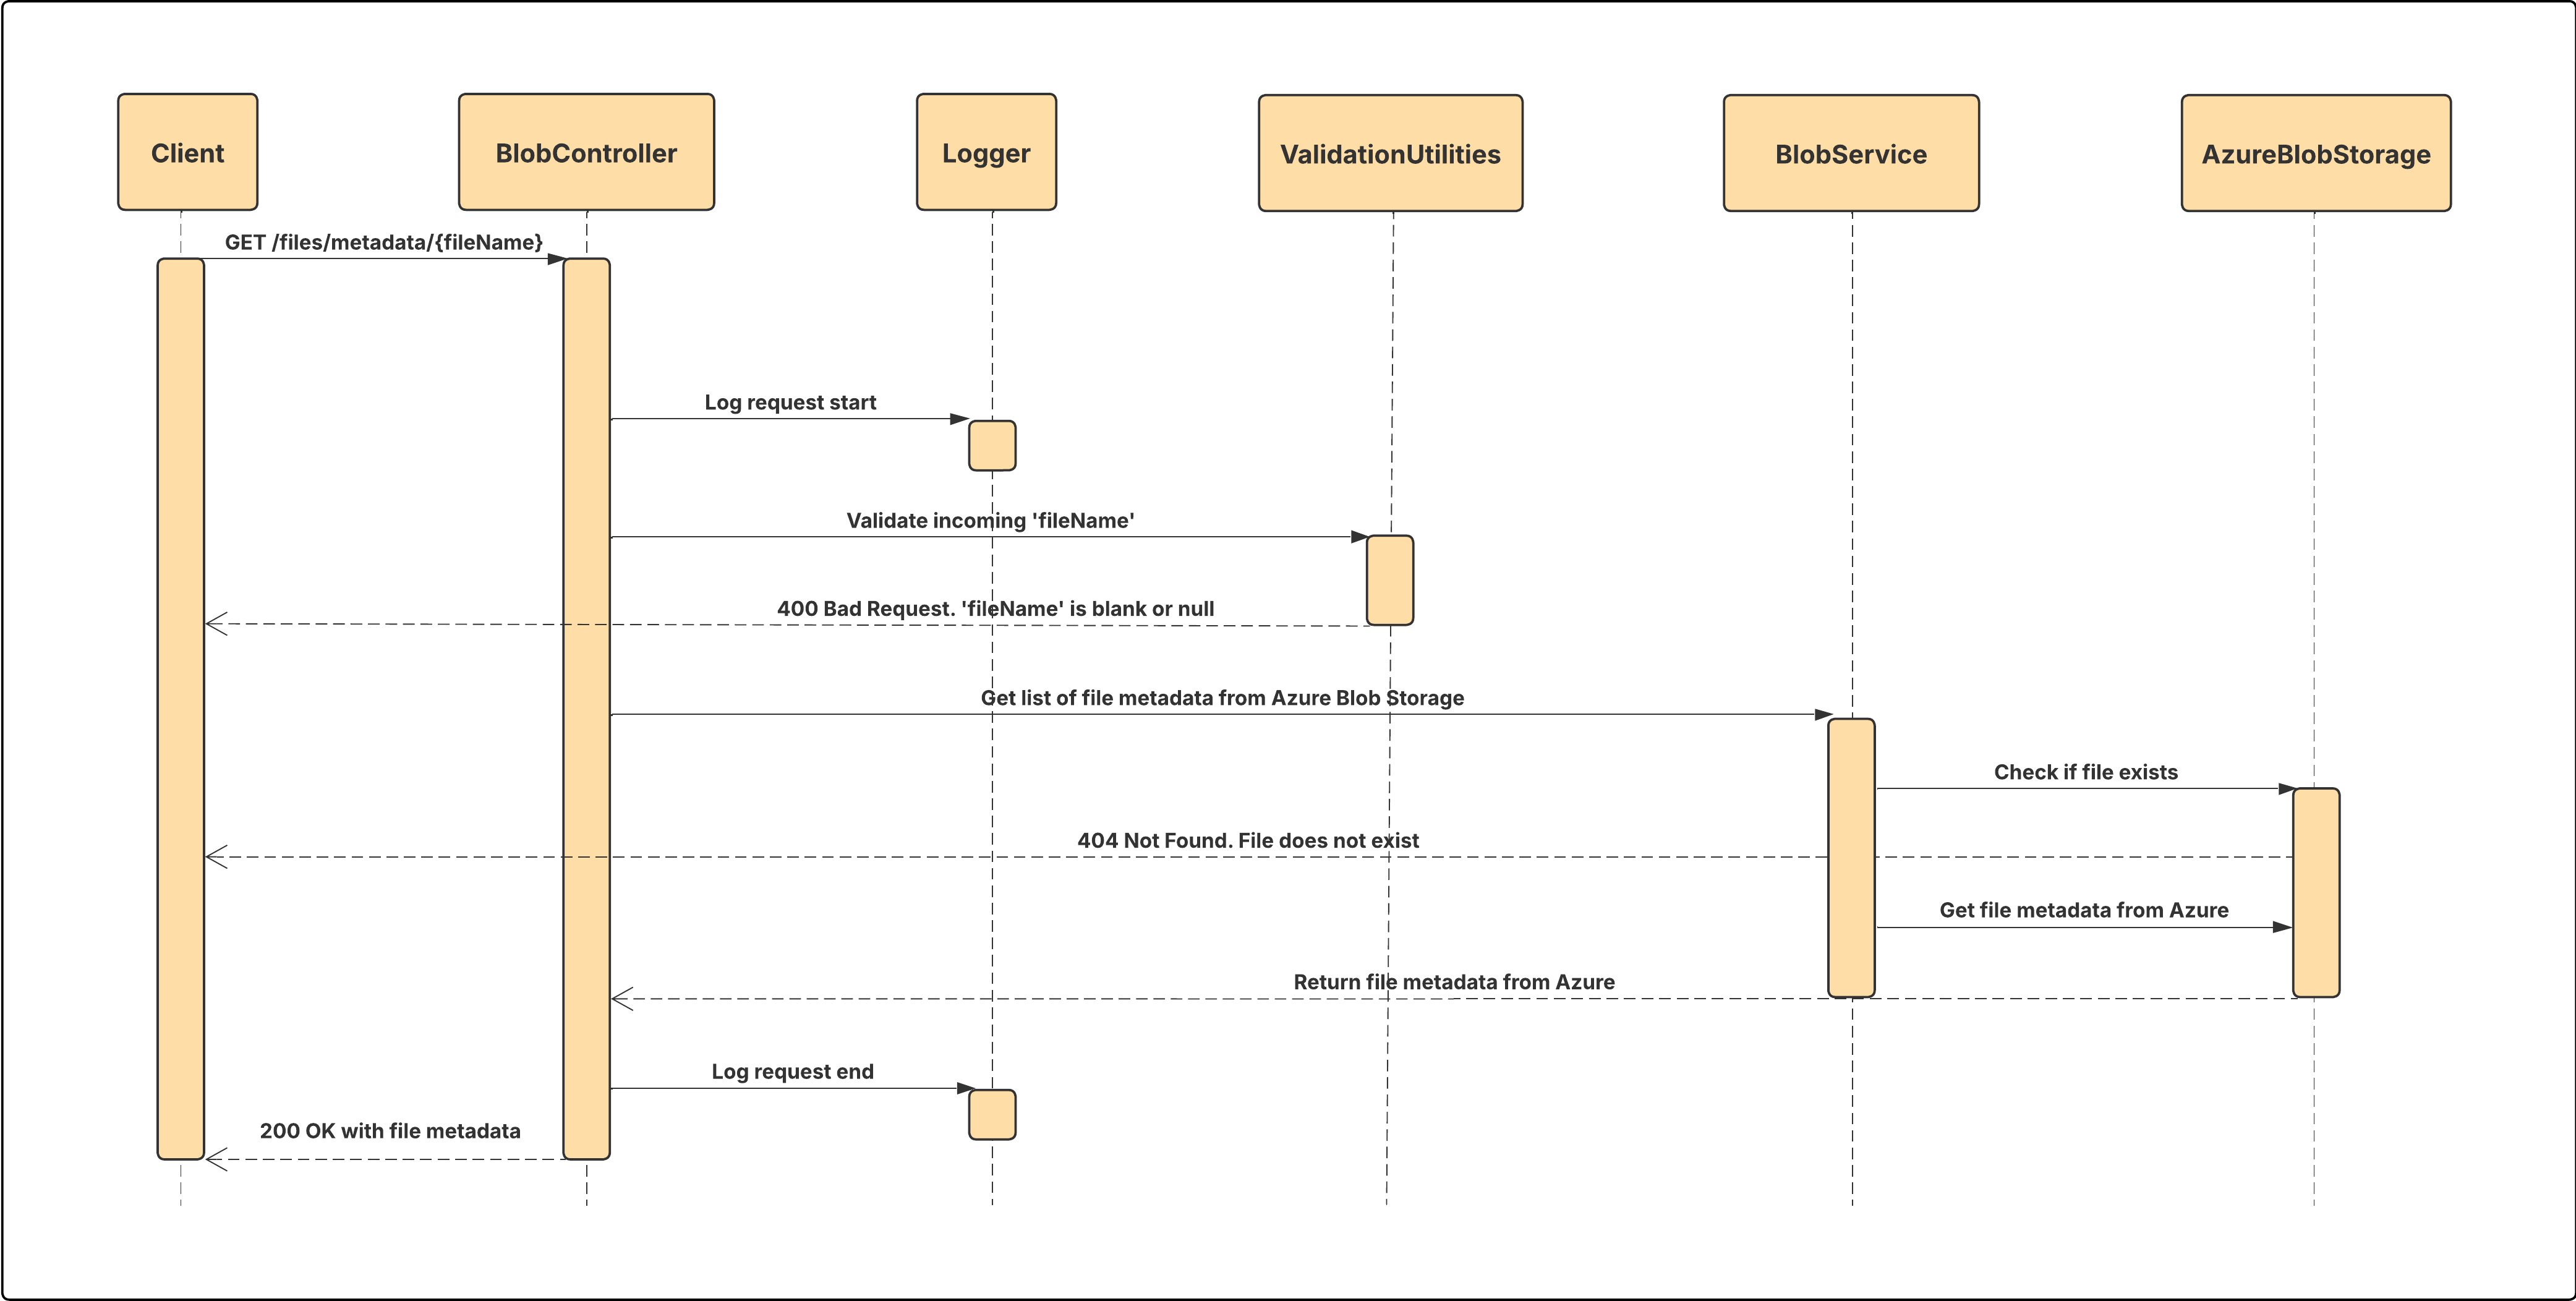 Client
BlobController
Logger
ValidationUtilities
BlobService
AzureBlobStorage
GET /files/metadata/{fileName}
Log request start
Validate incoming 'fileName'
400 Bad Request. 'fileName' is blank or null
Get list of file metadata from Azure Blob Storage
Check if file exists
404 Not Found. File does not exist
Get file metadata from Azure
Return file metadata from Azure
Log request end
200 OK with file metadata